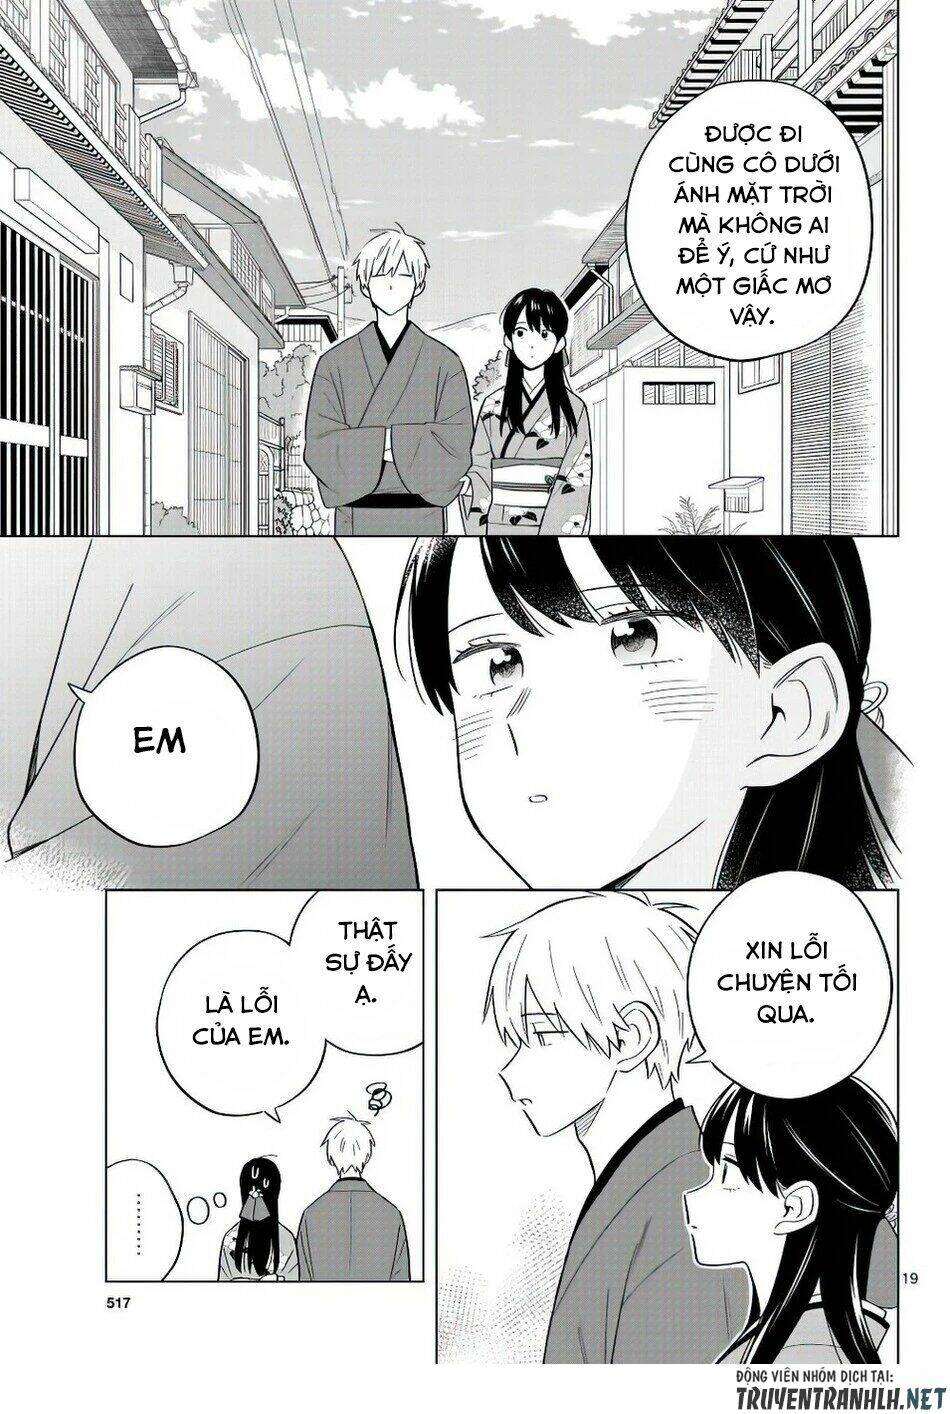 ĐƯỢC ĐI
CÙNG CÔ DƯỚI
ÁNH MẶT TRỜI
MÀ KHÔNG AI
ĐỂ Ý, CỨ NHƯ
MỘT GIẤC MƠ
VẬY.
EM
XIN LỖI
CHUYỆN TỐI
QUA.
THẬT
SỰ ĐẤY
Ạ.
LÀ LỖI
CỦA EM.
........
19
517
ĐỘNG VIÊN NHÓM DỊCH TẠI:
TRUYENTRANHLH.NET